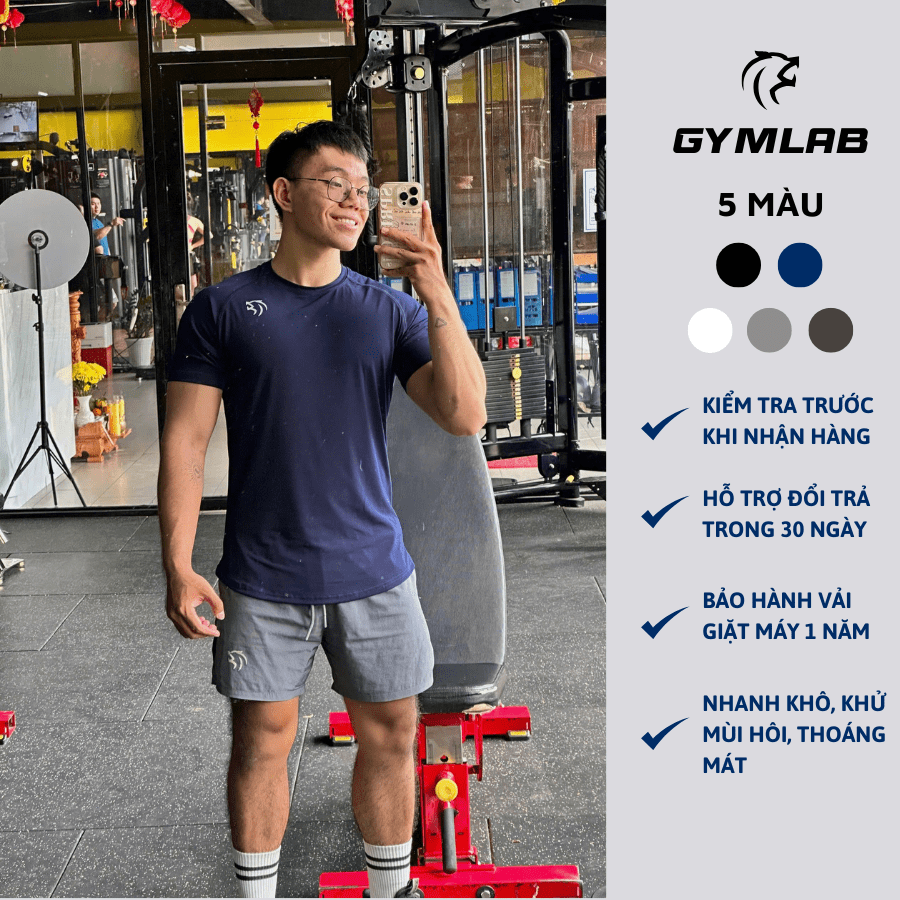 GYMLAB
5 MÀU
KIỂM TRA TRƯỚC
KHI NHẬN HÀNG
HỖ TRỢ ĐỔI TRẢ
TRONG 30 NGÀY
BẢO HÀNH VẢI
GIẶT MÁY 1 NĂM
NHANH KHÔ, KHỬ
MÙI HÔI, THOÁNG
MÁT